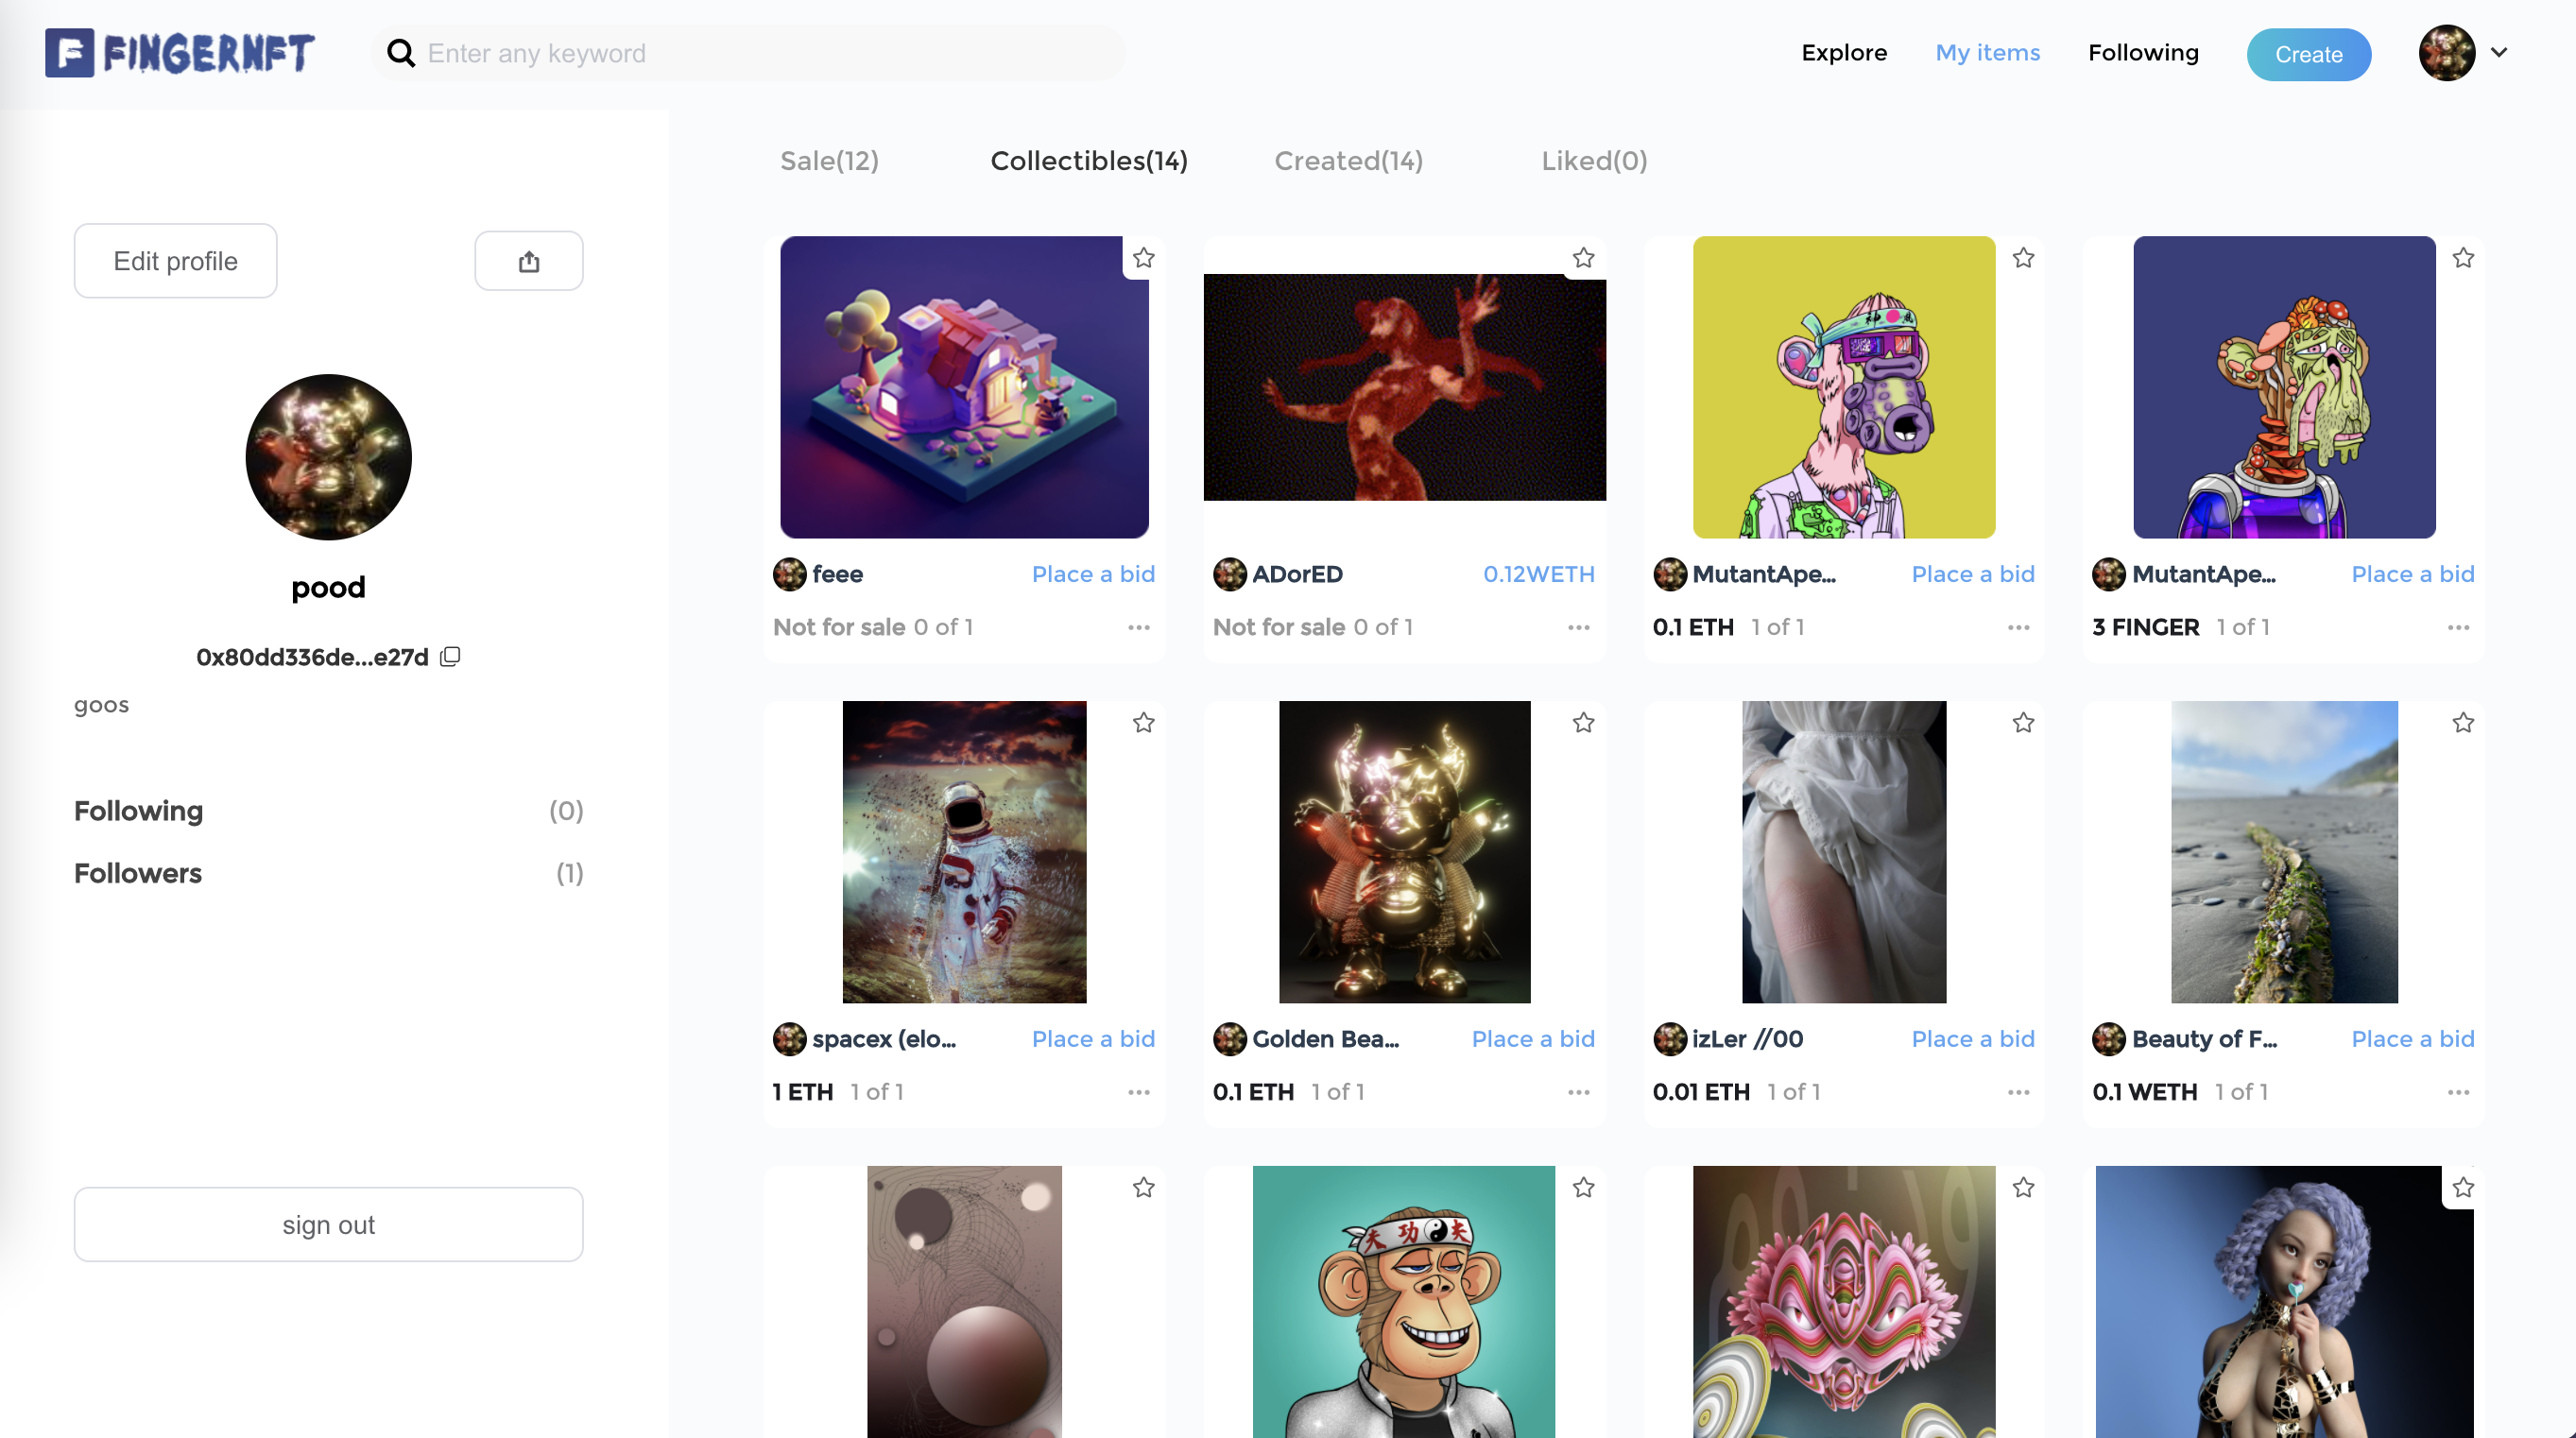 F FINGERNFT
Enter any keyword
Explore
My items
Following
Create
Sale(12)
Collectibles(14)
Created(14)
Liked(0)
Edit profile
pood
0x80dd336de...e27d
goos
Following (0)
Followers (1)
sign out
feee Place a bid
Not for sale 0 of 1
ADorED 0.12WETH
Not for sale 0 of 1
MutantApe... Place a bid
0.1 ETH 1 of 1
MutantApe... Place a bid
3 FINGER 1 of 1
spacex (elo... Place a bid
1 ETH 1 of 1
Golden Bea... Place a bid
0.1 ETH 1 of 1
izLer //00 Place a bid
0.01 ETH 1 of 1
Beauty of F... Place a bid
0.1 WETH 1 of 1
功夫